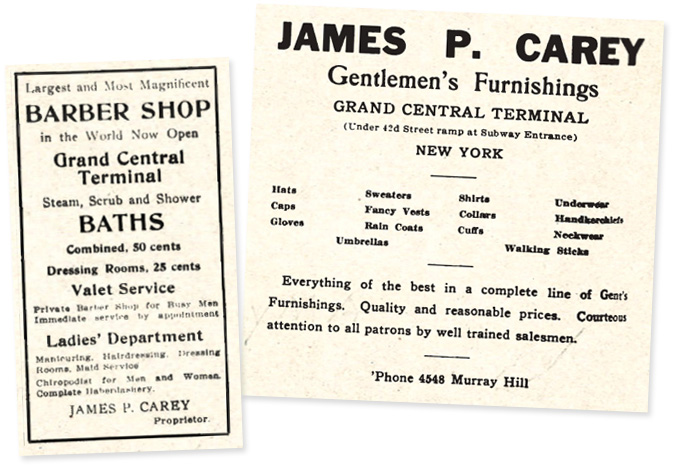 Largest and Most Magnificent
BARBER SHOP
in the World Now Open
Grand Central
Terminal
Steam, Scrub and Shower
BATHS
Combined, 50 cents
Dressing Rooms, 25 cents
Valet Service
Private Barber Shop for Busy Men
Immediate service by appointment
Ladies' Department
Manicuring, Hairdressing, Dressing
Rooms, Maid Service
Chiropodist for Men and Women.
Complete Haberdashery.
JAMES P. CAREY
Proprietor.
JAMES P. CAREY
Gentlemen's Furnishings
GRAND CENTRAL TERMINAL
(Under 42d Street ramp at Subway Entrance)
NEW YORK
Hats Sweaters Shirts Underwear
Caps Fancy Vests Collars Handkerchiefs
Gloves Rain Coats Cuffs Neckwear
Umbrellas Walking Sticks
Everything of the best in a complete line of Gent's
Furnishings. Quality and reasonable prices. Courteous
attention to all patrons by well trained salesmen.
'Phone 4548 Murray Hill